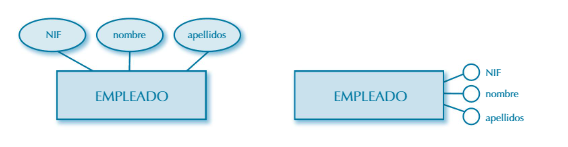 NIF nombre apellidos
EMPLEADO
EMPLEADO
NIF
nombre
apellidos